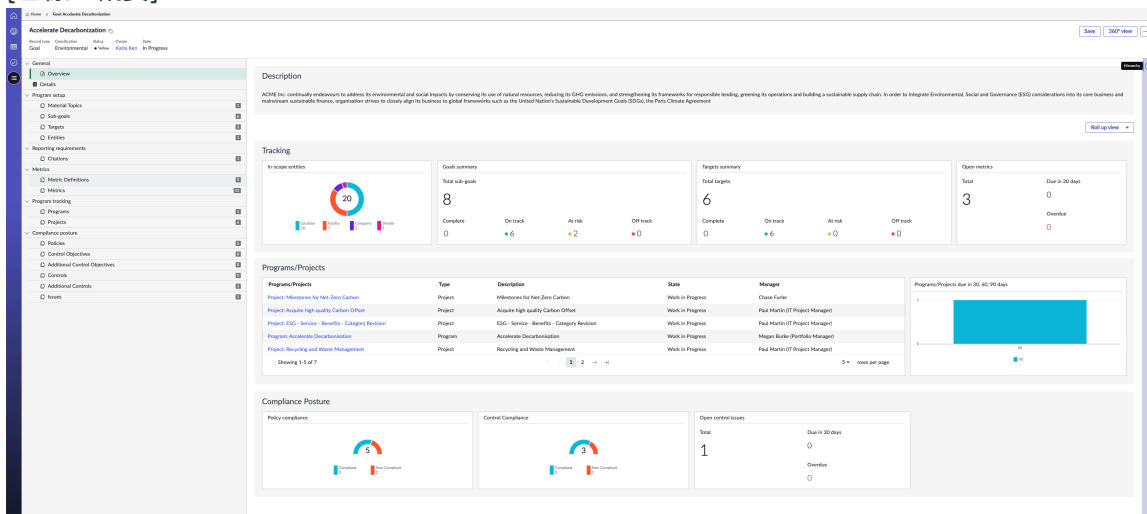 Home > Goal: Accelerate Decarbonization
Accelerate Decarbonization
Record type Classification Status Owner State
Goal Environmental Yellow Karla Ken In Progress
Save 360° view
Hierarchy
General
Overview
Details
Program setup
Material Topics
Sub-goals
Targets
Entities
Reporting requirements
Citations
Metrics
Metric Definitions
Metrics
Program tracking
Programs
Projects
Compliance posture
Policies
Control Objectives
Additional Control Objectives
Controls
Additional Controls
Issues
Description
ACME Inc. continually endeavours to address its environmental and social impacts by conserving its use of natural resources, reducing its GHG emissions, and strengthening its frameworks for responsible lending, greening its operations and building a sustainable supply chain. In order to integrate Environmental, Social and Governance (ESG) considerations into its core business and
mainstream sustainable finance, organisation strives to closely align its business to global frameworks such as the United Nation's Sustainable Development Goals (SDGs), the Paris Climate Agreement
Roll up view
Tracking
In-scope entities
20
Location Facility Company Vendor
10 7
Goals summary
Total sub-goals
8
Complete On track At risk Off track
0 6 2 0
Targets summary
Total targets
6
Complete On track At risk Off track
0 6 0 0
Open metrics
Total Due in 30 days
3 0
Overdue
0
Programs/Projects
Programs/Projects Type Description State Manager
Project: Milestones for Net-Zero Carbon Project Milestones for Net-Zero Carbon Work in Progress Chase Furler
Project: Acquire high quality Carbon Offset Project Acquire high quality Carbon Offset Work in Progress Paul Martin (IT Project Manager)
Project: ESG - Service - Benefits - Category Revision Project ESG - Service - Benefits - Category Revision Work in Progress Paul Martin (IT Project Manager)
Program: Accelerate Decarbonisation Program Accelerate Decarbonisation Work in Progress Megan Burke (Portfolio Manager)
Project: Recycling and Waste Management Project Recycling and Waste Management Work in Progress Paul Martin (IT Project Manager)
Showing 1-5 of 7 1 2 5 rows per page
Programs/Projects due in 30, 60, 90 days
1
0
90
90
Compliance Posture
Policy compliance
5
Compliant Non Compliant
3 2
Control Compliance
3
Compliant Non Compliant
2 1
Open control issues
Total Due in 30 days
1 0
Overdue
0